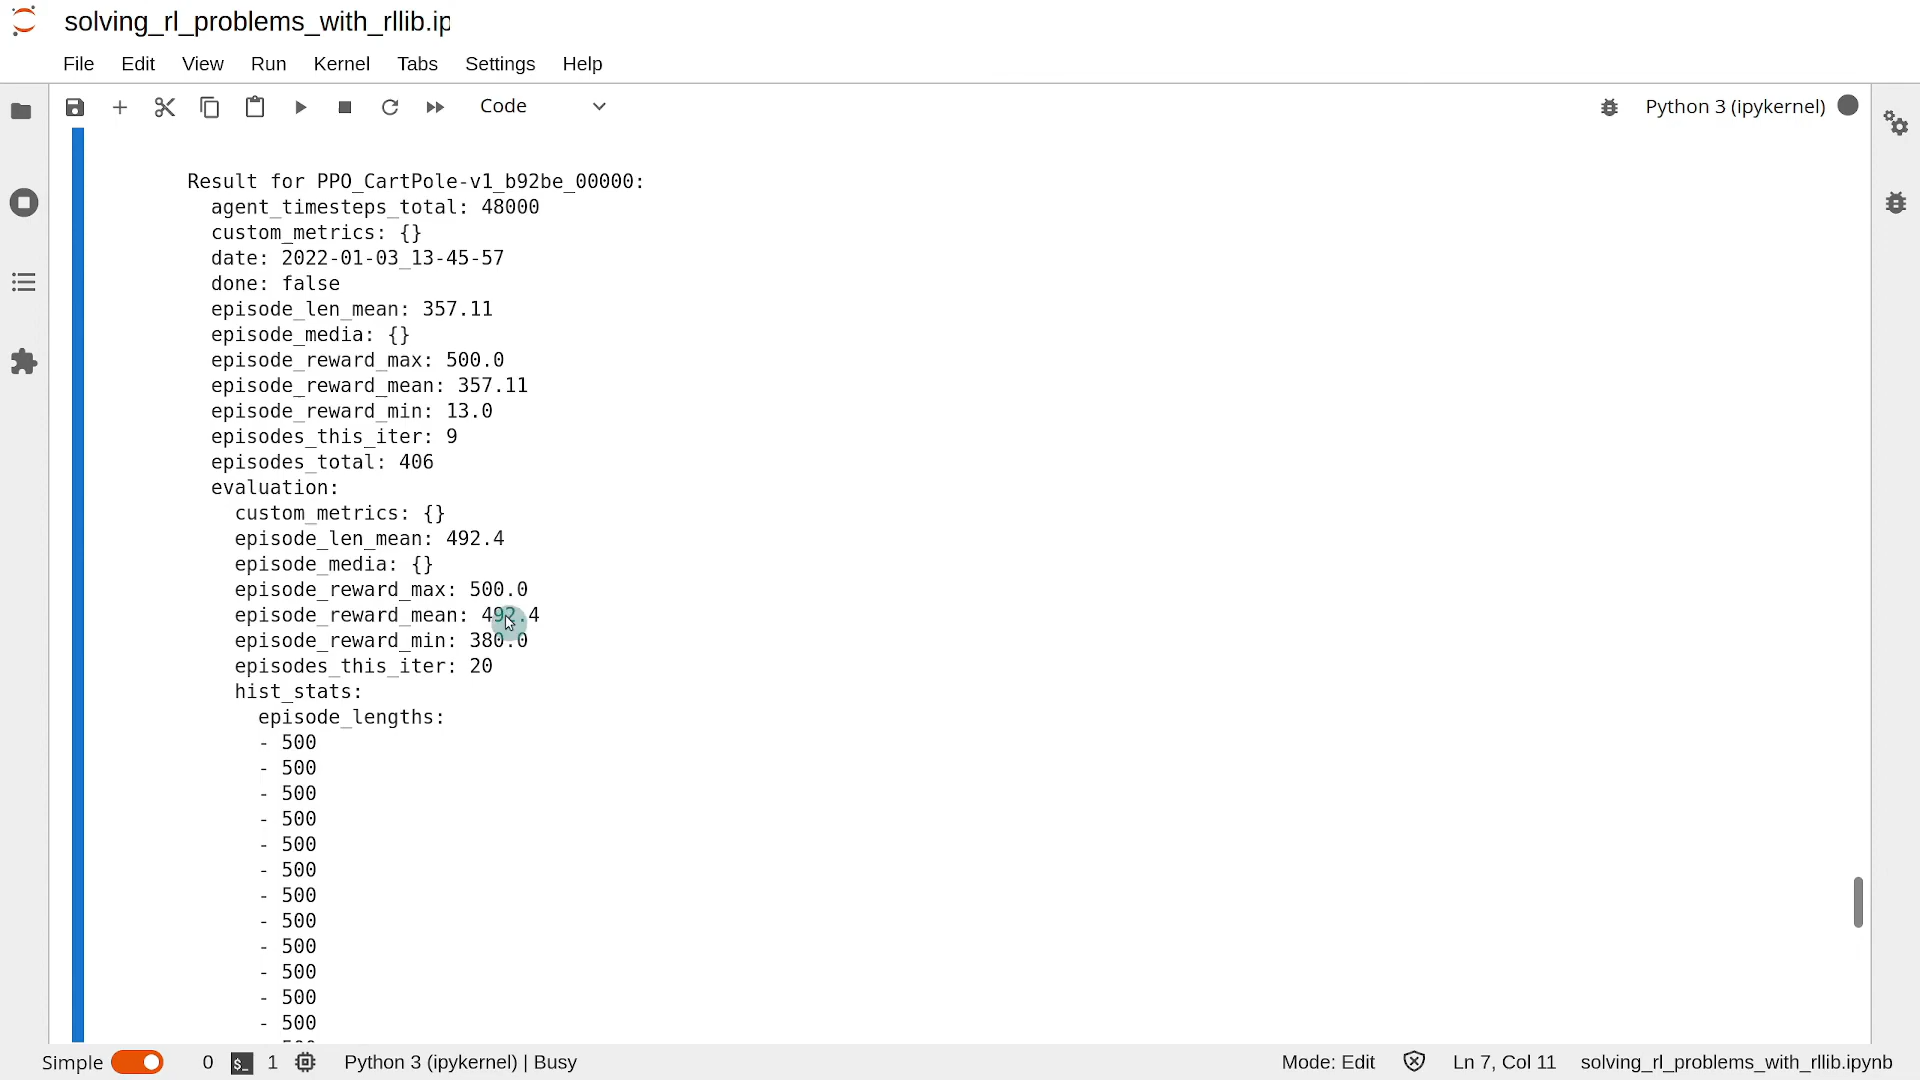 solving_rl_problems_with_rllib.ip
File Edit View Run Kernel Tabs Settings Help
Code Python 3 (ipykernel)
Result for PPO_CartPole-v1_b92be_00000:
agent_timesteps_total: 48000
custom_metrics: {}
date: 2022-01-03_13-45-57
done: false
episode_len_mean: 357.11
episode_media: {}
episode_reward_max: 500.0
episode_reward_mean: 357.11
episode_reward_min: 13.0
episodes_this_iter: 9
episodes_total: 406
evaluation:
custom_metrics: {}
episode_len_mean: 492.4
episode_media: {}
episode_reward_max: 500.0
episode_reward_mean: 492.4
episode_reward_min: 380.0
episodes_this_iter: 20
hist_stats:
episode_lengths:
- 500
- 500
- 500
- 500
- 500
- 500
- 500
- 500
- 500
- 500
- 500
- 500
Simple 0 $_ 1 Python 3 (ipykernel) | Busy Mode: Edit Ln 7, Col 11 solving_rl_problems_with_rllib.ipynb